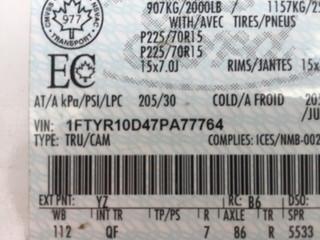 907KG/2000LB / 1157KG/25
WITH/AVEC TIRES/PNEUS
977
TRANSPORT
P225/70R15
P225/70R15
15x7.0J RIMS/JANTES 15x
EC
AT/A kPa/PSI/LPC 205/30 COLD/A FROID 205
/JU
VIN: 1FTYR10D47PA77764
TYPE: TRU/CAM COMPLIES: ICES/NMB-002
EXT PNT: YZ RC: B6 DSO:
WB INT TR TP/PS R AXLE TR S
112 QF 7 86 R 5533